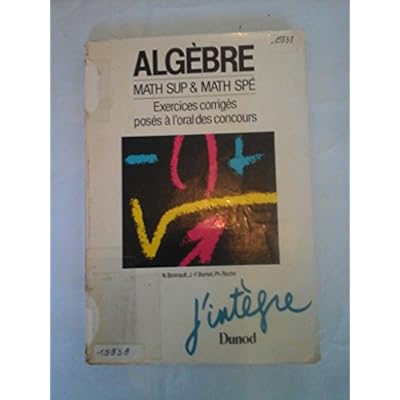 ALGÈBRE
MATH SUP & MATH SPÉ
Exercices corrigés
posés à l'oral des concours
j'intègre
Dunod